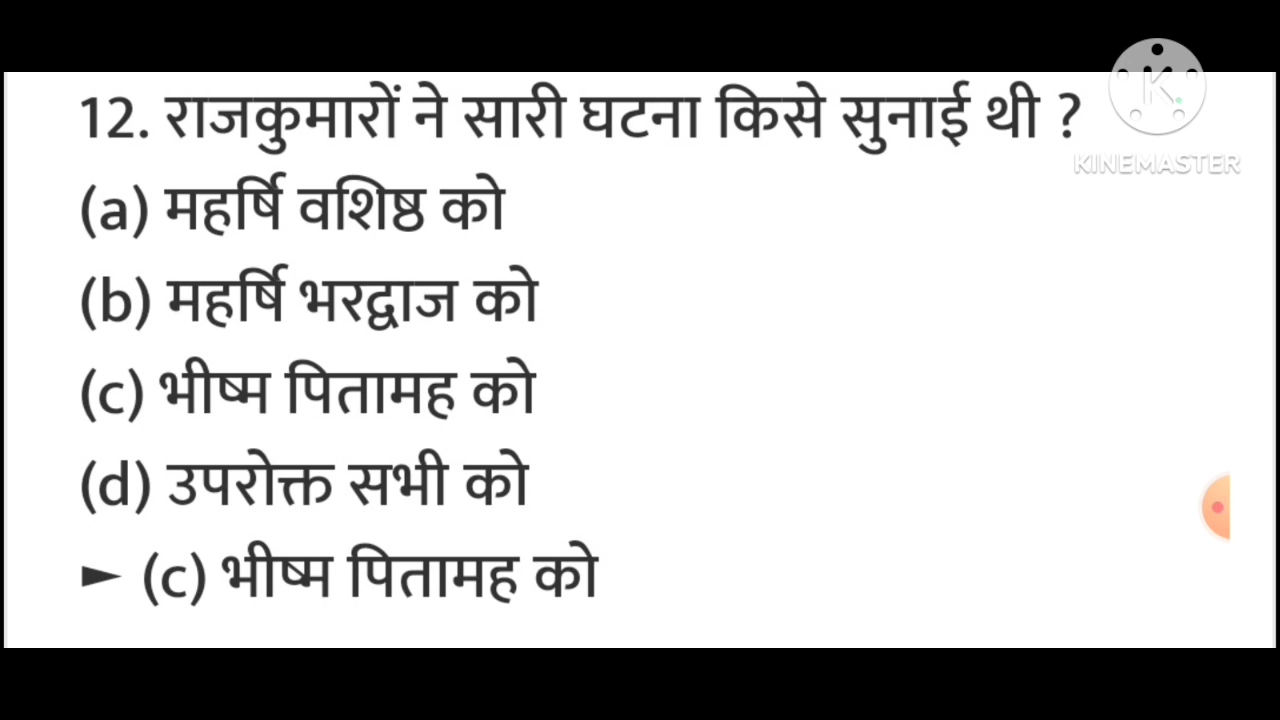 12. राजकुमारों ने सारी घटना किसे सुनाई थी ?
(a) महर्षि वशिष्ठ को
(b) महर्षि भरद्वाज को
(c) भीष्म पितामह को
(d) उपरोक्त सभी को
► (c) भीष्म पितामह को
K
KINEMASTER